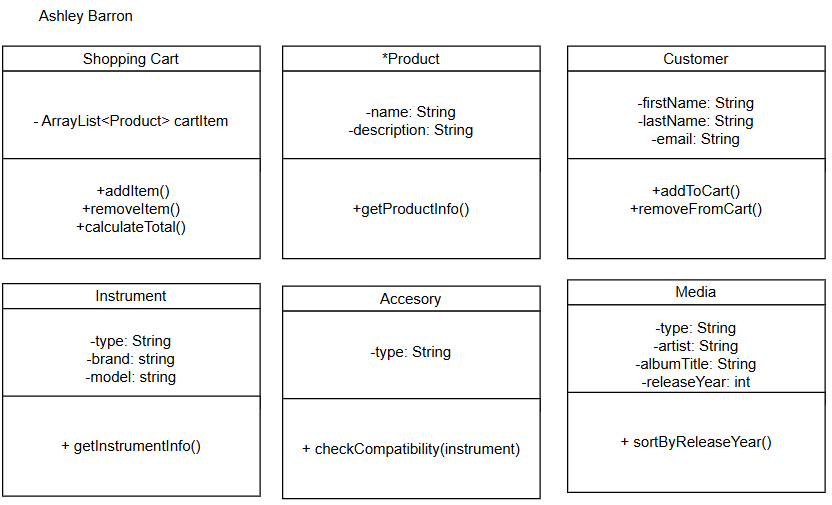 Ashley Barron
Shopping Cart
- ArrayList<Product> cartItem
+addItem()
+removeItem()
+calculateTotal()
*Product
-name: String
-description: String
+getProductInfo()
Customer
-firstName: String
-lastName: String
-email: String
+addToCart()
+removeFromCart()
Instrument
-type: String
-brand: string
-model: string
+ getInstrumentInfo()
Accesory
-type: String
+ checkCompatibility(instrument)
Media
-type: String
-artist: String
-albumTitle: String
-releaseYear: int
+ sortByReleaseYear()